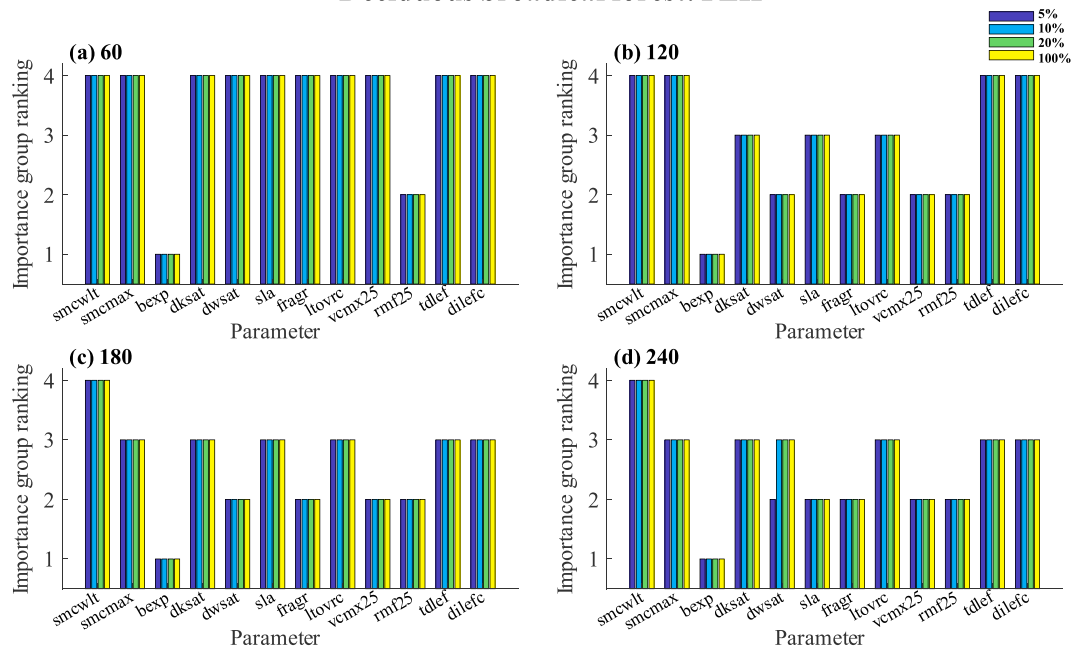 5%
10%
20%
100%
(a) 60
Importance group ranking
4
3
2
1
smcwlt
smcmax
bexp
dksat
dwsat
sla
fragr
ltovrc
vcmx25
rmf25
tdlef
dilefc
Parameter
(b) 120
Importance group ranking
4
3
2
1
smcwlt
smcmax
bexp
dksat
dwsat
sla
fragr
ltovrc
vcmx25
rmf25
tdlef
dilefc
Parameter
(c) 180
Importance group ranking
4
3
2
1
smcwlt
smcmax
bexp
dksat
dwsat
sla
fragr
ltovrc
vcmx25
rmf25
tdlef
dilefc
Parameter
(d) 240
Importance group ranking
4
3
2
1
smcwlt
smcmax
bexp
dksat
dwsat
sla
fragr
ltovrc
vcmx25
rmf25
tdlef
dilefc
Parameter